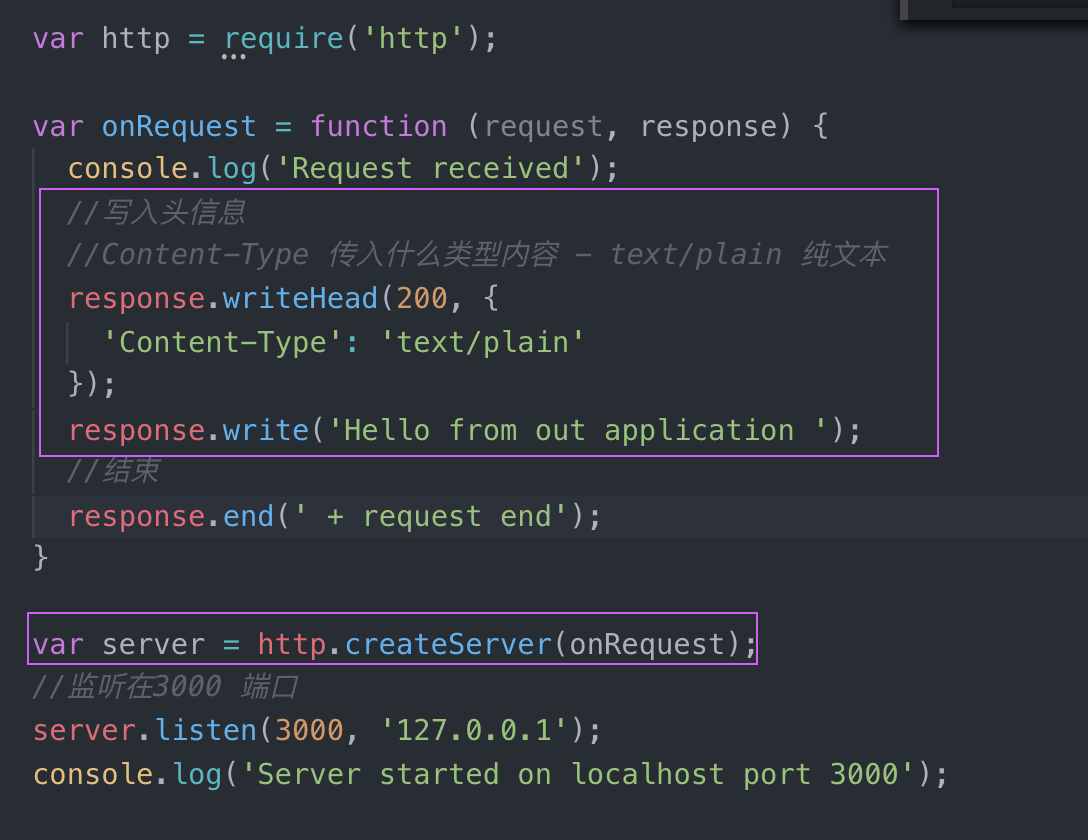 var http = require('http');
var onRequest = function (request, response) {
console.log('Request received');
//写入头信息
//Content-Type 传入什么类型内容 - text/plain 纯文本
response.writeHead(200, {
'Content-Type': 'text/plain'
});
response.write('Hello from out application ');
//结束
response.end(' + request end');
}
var server = http.createServer(onRequest);
//监听在3000 端口
server.listen(3000, '127.0.0.1');
console.log('Server started on localhost port 3000');